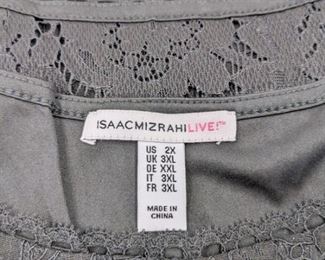 ISAACMIZRAHILIVE!™
US 2X
UK 3XL
DE XXL
IT 3XL
FR 3XL
MADE IN
CHINA